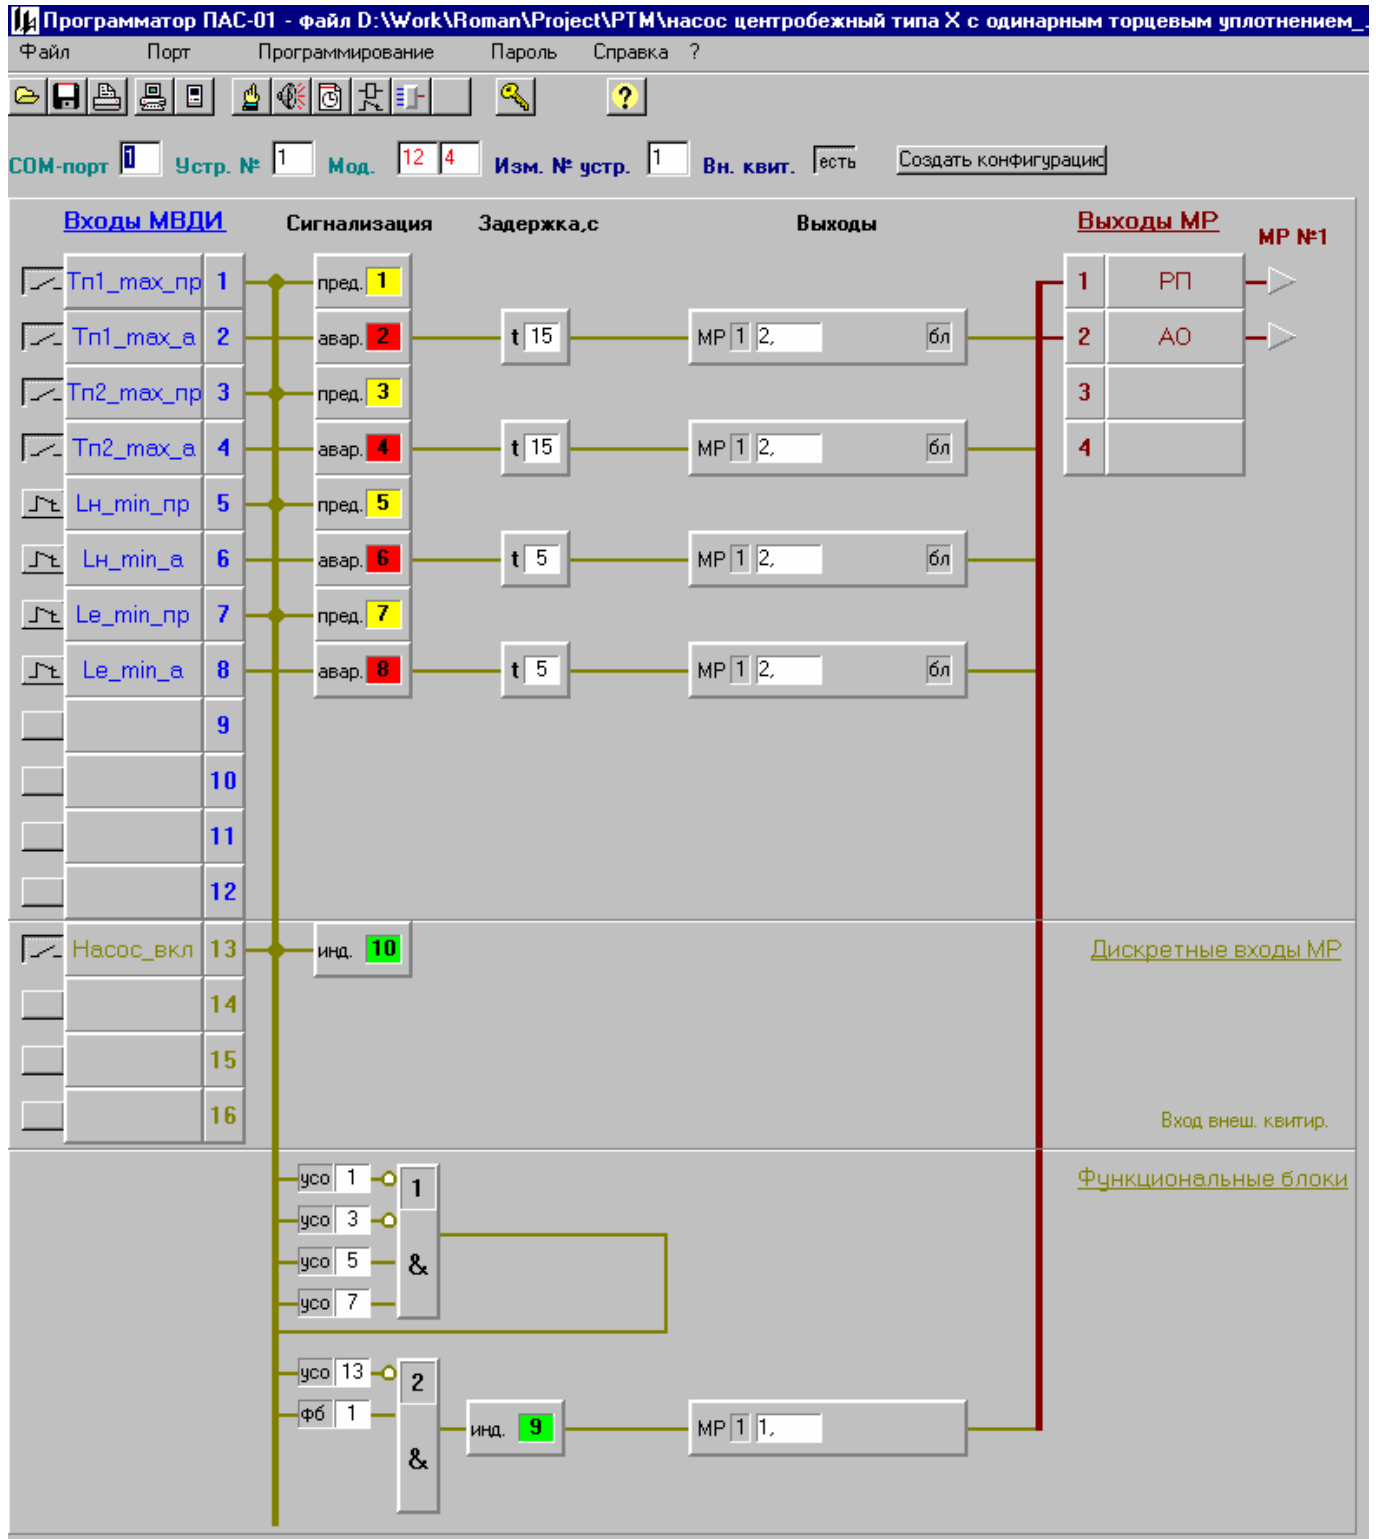 Программатор ПАС-01 - файл D:\Work\Roman\Project\РТМ\насос центробежный типа Х с одинарным торцевым уплотнением_.
Файл Порт Программирование Пароль Справка ?
COM-порт 1 Устр. № 1 Мод. 12 4 Изм. № устр. 1 Вн. квит. есть Создать конфигурацию
Входы МВДИ Сигнализация Задержка,с Выходы Выходы МР МР №1
Тп1_max_пр 1 пред. 1 1 РП
Тп1_max_а 2 авар. 2 t 15 МР 1 2, бл 2 АО
Тп2_max_пр 3 пред. 3 3
Тп2_max_а 4 авар. 4 t 15 МР 1 2, бл 4
Lн_min_пр 5 пред. 5
Lн_min_а 6 авар. 6 t 5 МР 1 2, бл
Le_min_пр 7 пред. 7
Le_min_а 8 авар. 8 t 5 МР 1 2, бл
9
10
11
12
Насос_вкл 13 инд. 10 Дискретные входы МР
14
15
16 Вход внеш. квитир.
усо 1 1 Функциональные блоки
усо 3
усо 5 &
усо 7
усо 13 2
фб 1 инд. 9 МР 1 1,
&